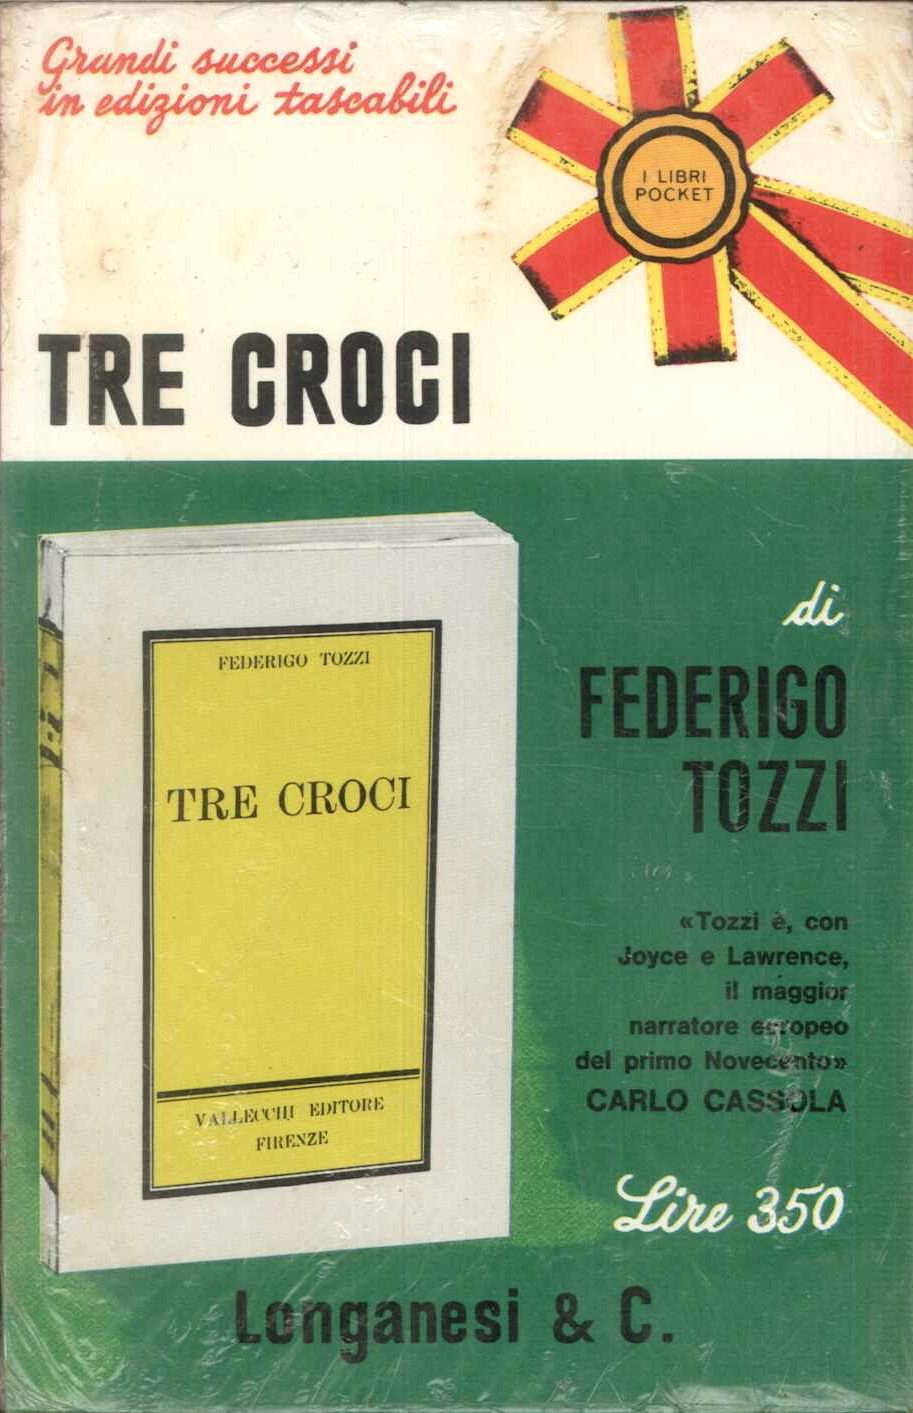 Grandi successi
in edizioni tascabili
I LIBRI
POCKET
TRE CROCI
FEDERIGO TOZZI
TRE CROCI
VALLECCHI EDITORE
FIRENZE
di
FEDERIGO
TOZZI
«Tozzi è, con
Joyce e Lawrence,
il maggior
narratore europeo
del primo Novecento»
CARLO CASSOLA
Lire 350
Longanesi & C.